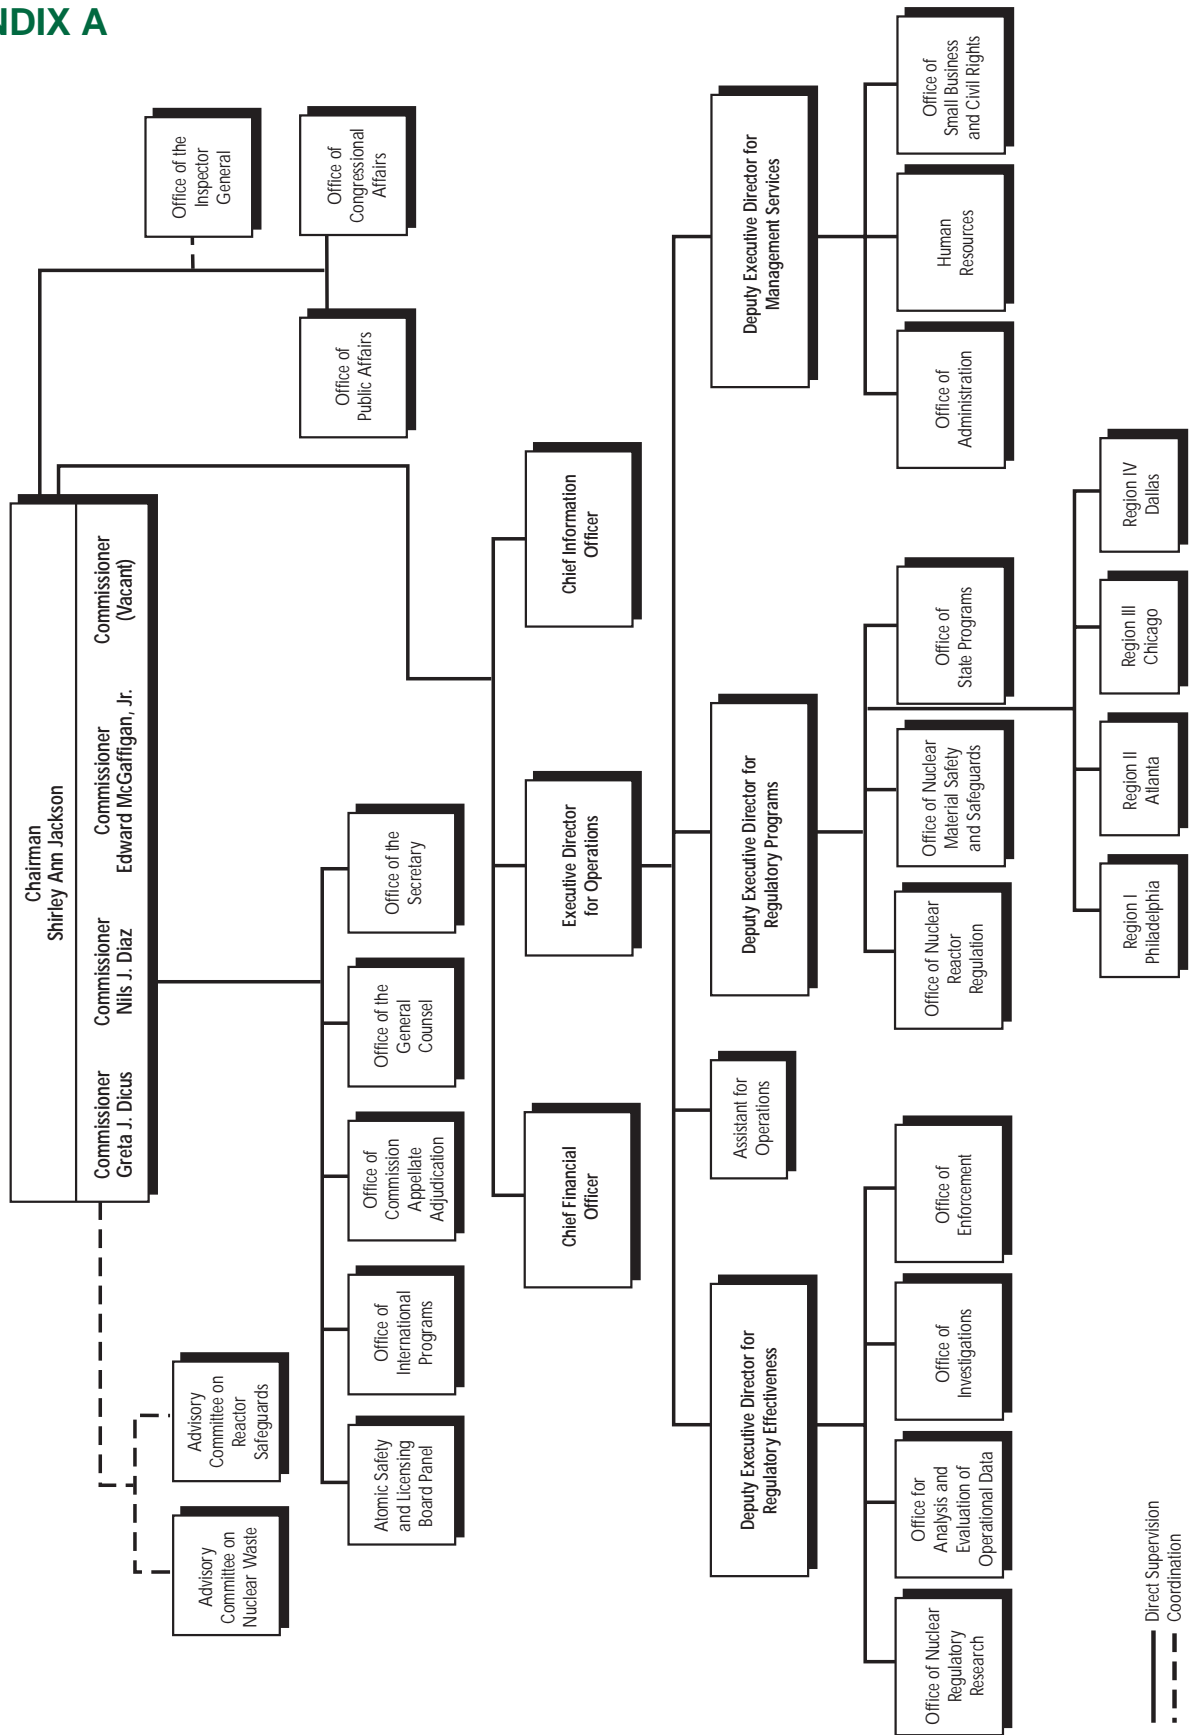 NDIX A
Chairman
Shirley Ann Jackson
Commissioner
Greta J. Dicus
Commissioner
Nils J. Diaz
Commissioner
Edward McGaffigan, Jr.
Commissioner
(Vacant)
Advisory
Committee on
Nuclear Waste
Advisory
Committee on
Reactor
Safeguards
Office of the
Inspector
General
Office of
Public Affairs
Office of
Congressional
Affairs
Atomic Safety
and Licensing
Board Panel
Office of
International
Programs
Office of
Commission
Appellate
Adjudication
Office of the
General
Counsel
Office of the
Secretary
Chief Financial
Officer
Executive Director
for Operations
Chief Information
Officer
Deputy Executive Director for
Regulatory Effectiveness
Assistant for
Operations
Deputy Executive Director for
Regulatory Programs
Deputy Executive Director for
Management Services
Office of Nuclear
Regulatory
Research
Office for
Analysis and
Evaluation of
Operational Data
Office of
Investigations
Office of
Enforcement
Office of Nuclear
Reactor
Regulation
Office of Nuclear
Material Safety
and Safeguards
Office of
State Programs
Office of
Administration
Human
Resources
Office of
Small Business
and Civil Rights
Region I
Philadelphia
Region II
Atlanta
Region III
Chicago
Region IV
Dallas
Direct Supervision
Coordination